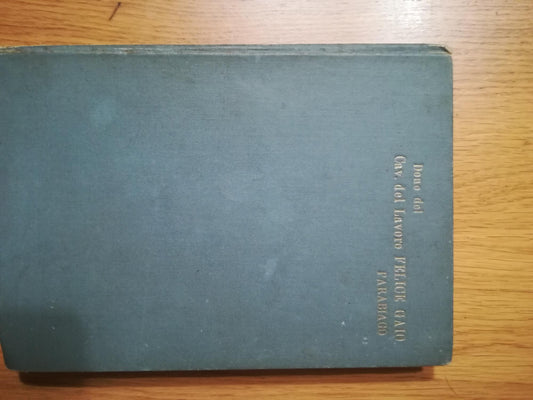 Dono del
Cav. del Lavoro FELICE GAIO
PARABIAGO